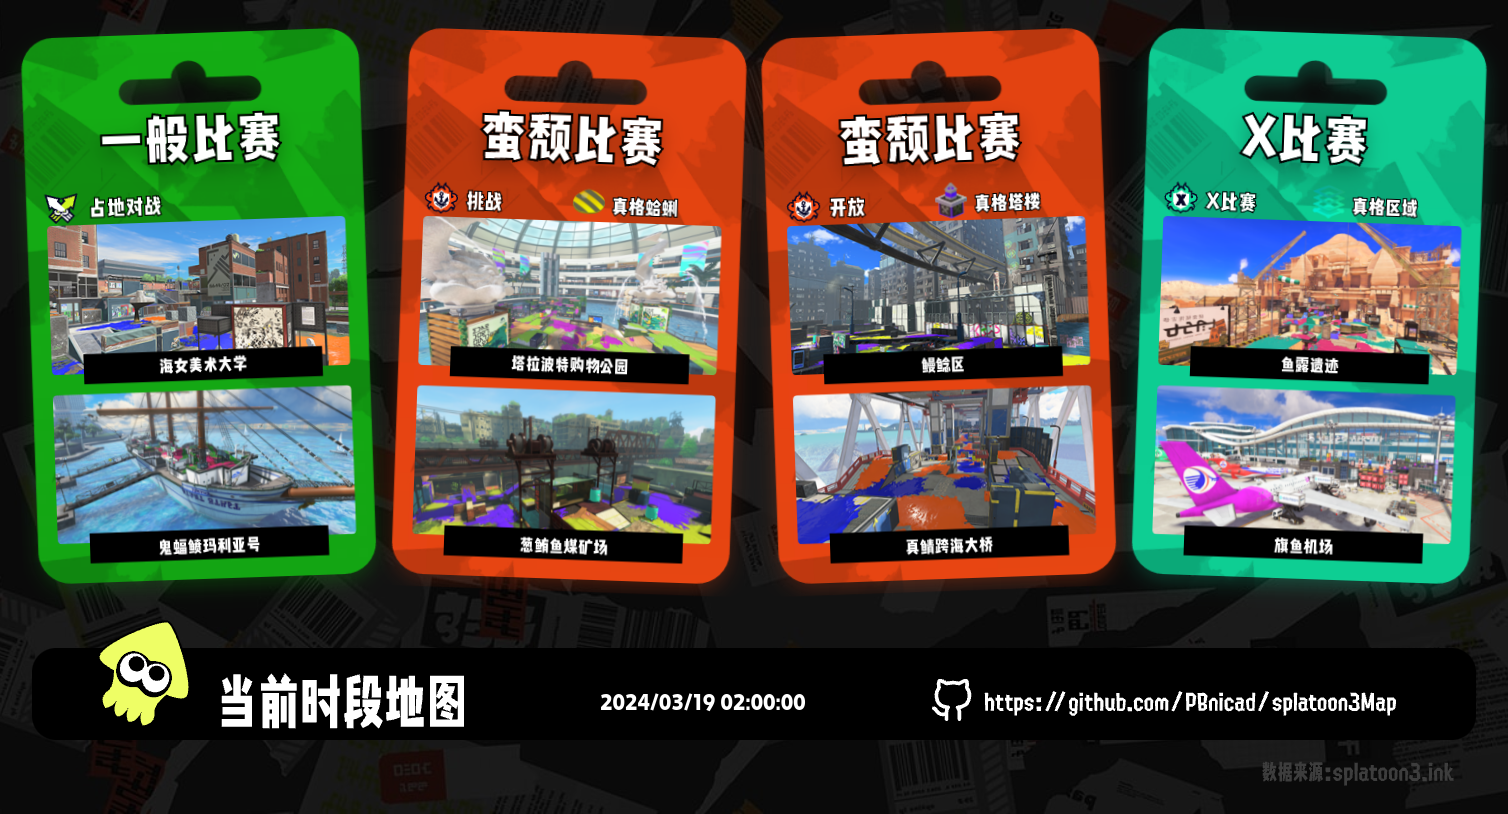 一般比赛
占地对战
海女美术大学
鬼蝠鲼玛利亚号
蛮颓比赛
挑战
真格蛤蜊
塔拉波特购物公园
葱鲔鱼煤矿场
蛮颓比赛
开放
真格塔楼
鳗鲶区
真鲭跨海大桥
X比赛
X比赛
真格区域
鱼露遗迹
旗鱼机场
当前时段地图
2024/03/19 02:00:00
https://github.com/PBnicad/splatoon3Map
数据来源:splatoon3.ink